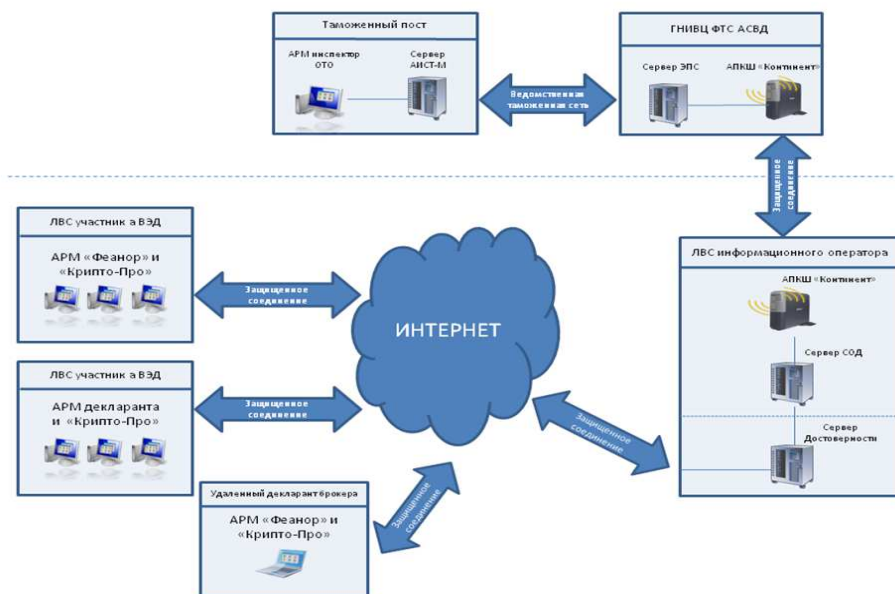 Таможенный пост
АРМ инспектор
ОТО
Сервер
АИСТ-М
Ведомственная
таможенная сеть
ГНИВЦ ФТС АСВД
Сервер ЭПС
АПКШ «Континент»
Защищенное
соединение
ЛВС участник а ВЭД
АРМ «Феанор» и
«Крипто-Про»
Защищенное
соединение
ЛВС участник а ВЭД
АРМ декларанта
и «Крипто-Про»
Защищенное
соединение
Удаленный декларант брокера
АРМ «Феанор» и
«Крипто-Про»
Защищенное
соединение
ИНТЕРНЕТ
Защищенное
соединение
ЛВС информационного оператора
АПКШ «Континент»
Сервер СОД
Сервер
Достоверности